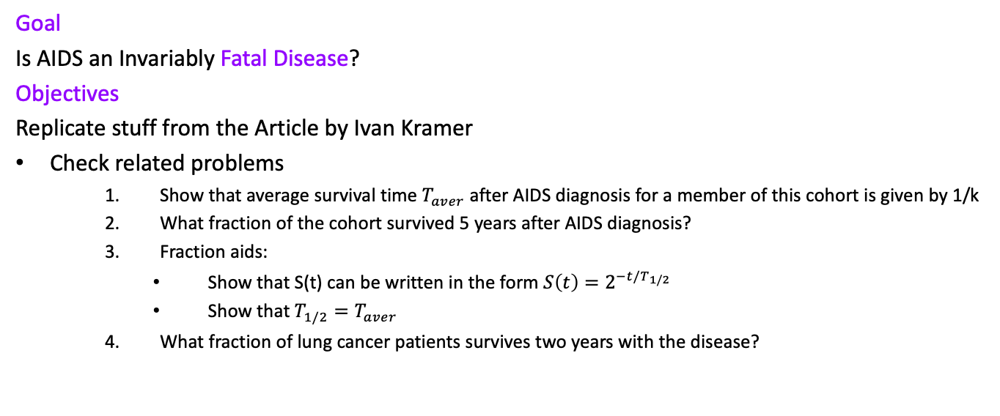 Goal
Is AIDS an Invariably Fatal Disease?
Objectives
Replicate stuff from the Article by Ivan Kramer
• Check related problems
1. Show that average survival time T_aver after AIDS diagnosis for a member of this cohort is given by 1/k
2. What fraction of the cohort survived 5 years after AIDS diagnosis?
3. Fraction aids:
• Show that S(t) can be written in the form S(t) = 2^{-t/T_{1/2}}
• Show that T_{1/2} = T_aver
4. What fraction of lung cancer patients survives two years with the disease?